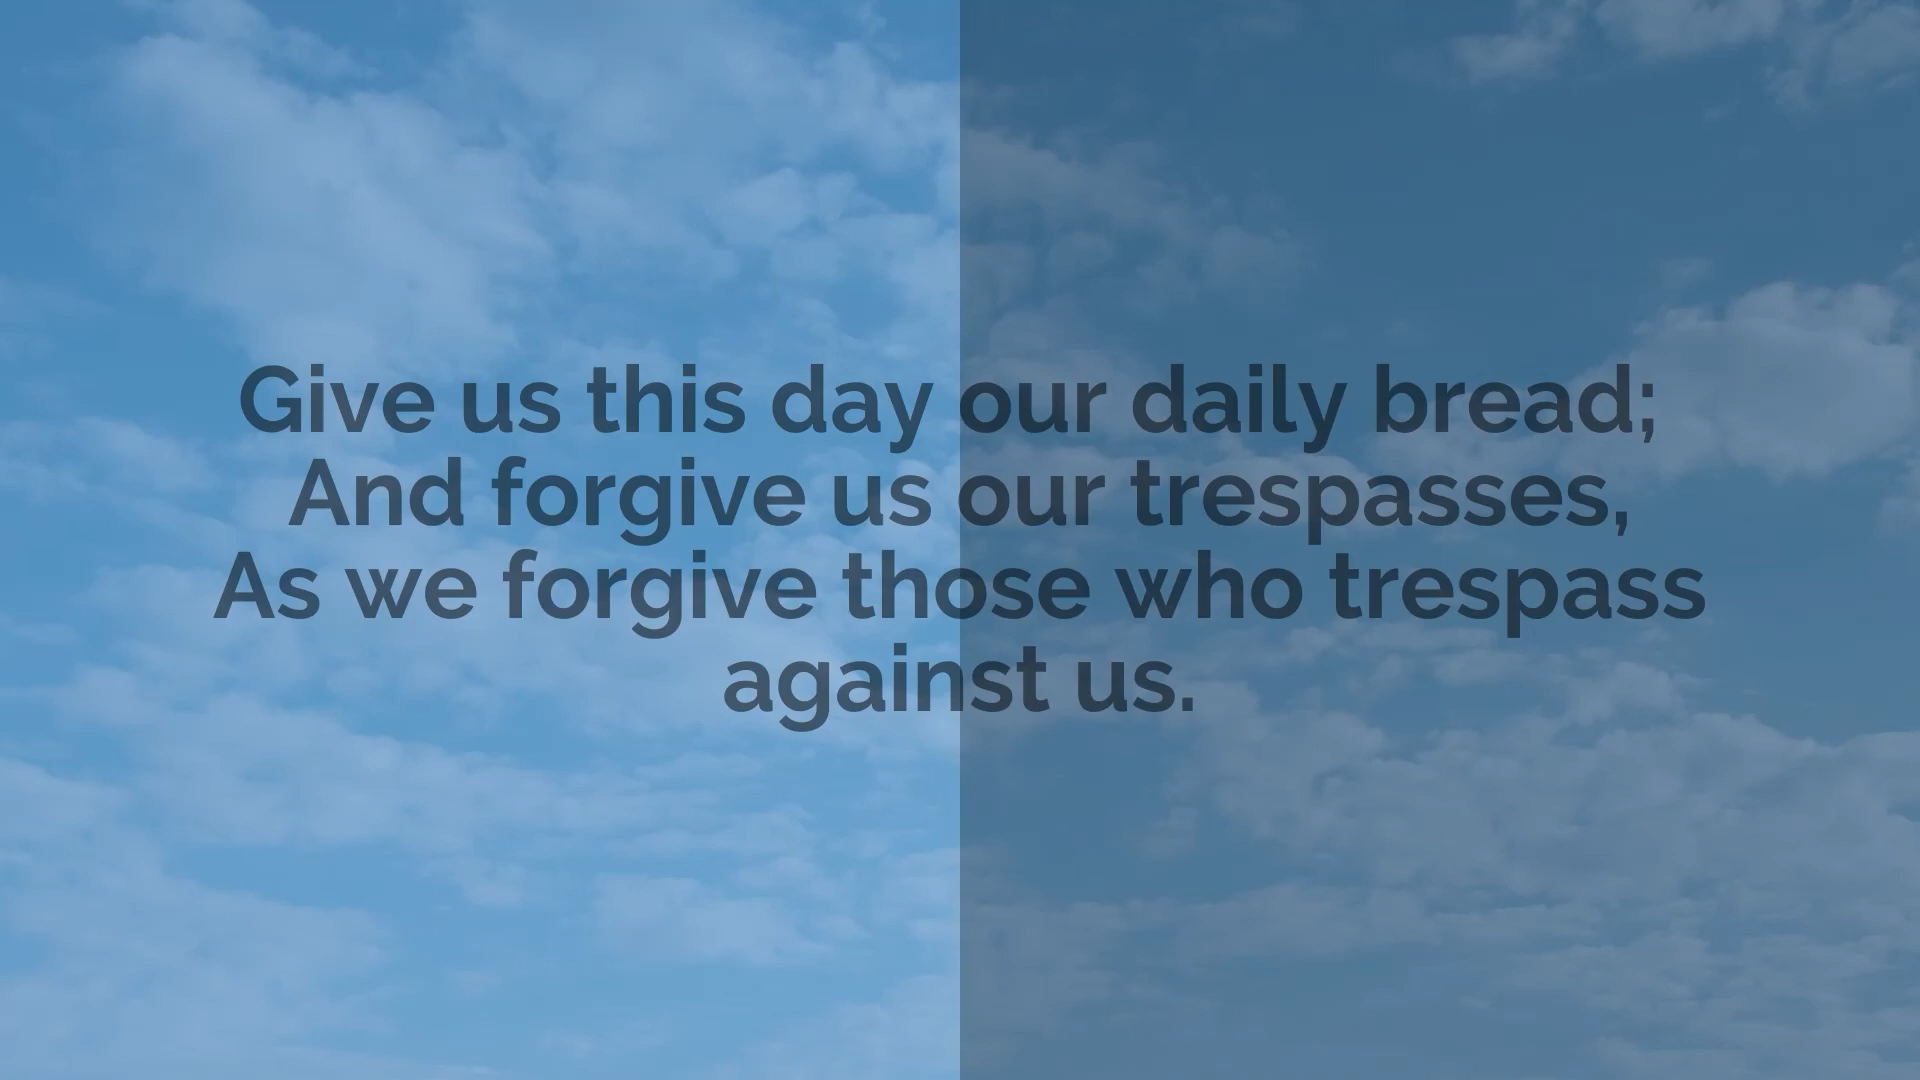 Give us this day our daily bread;
And forgive us our trespasses,
As we forgive those who trespass
against us.